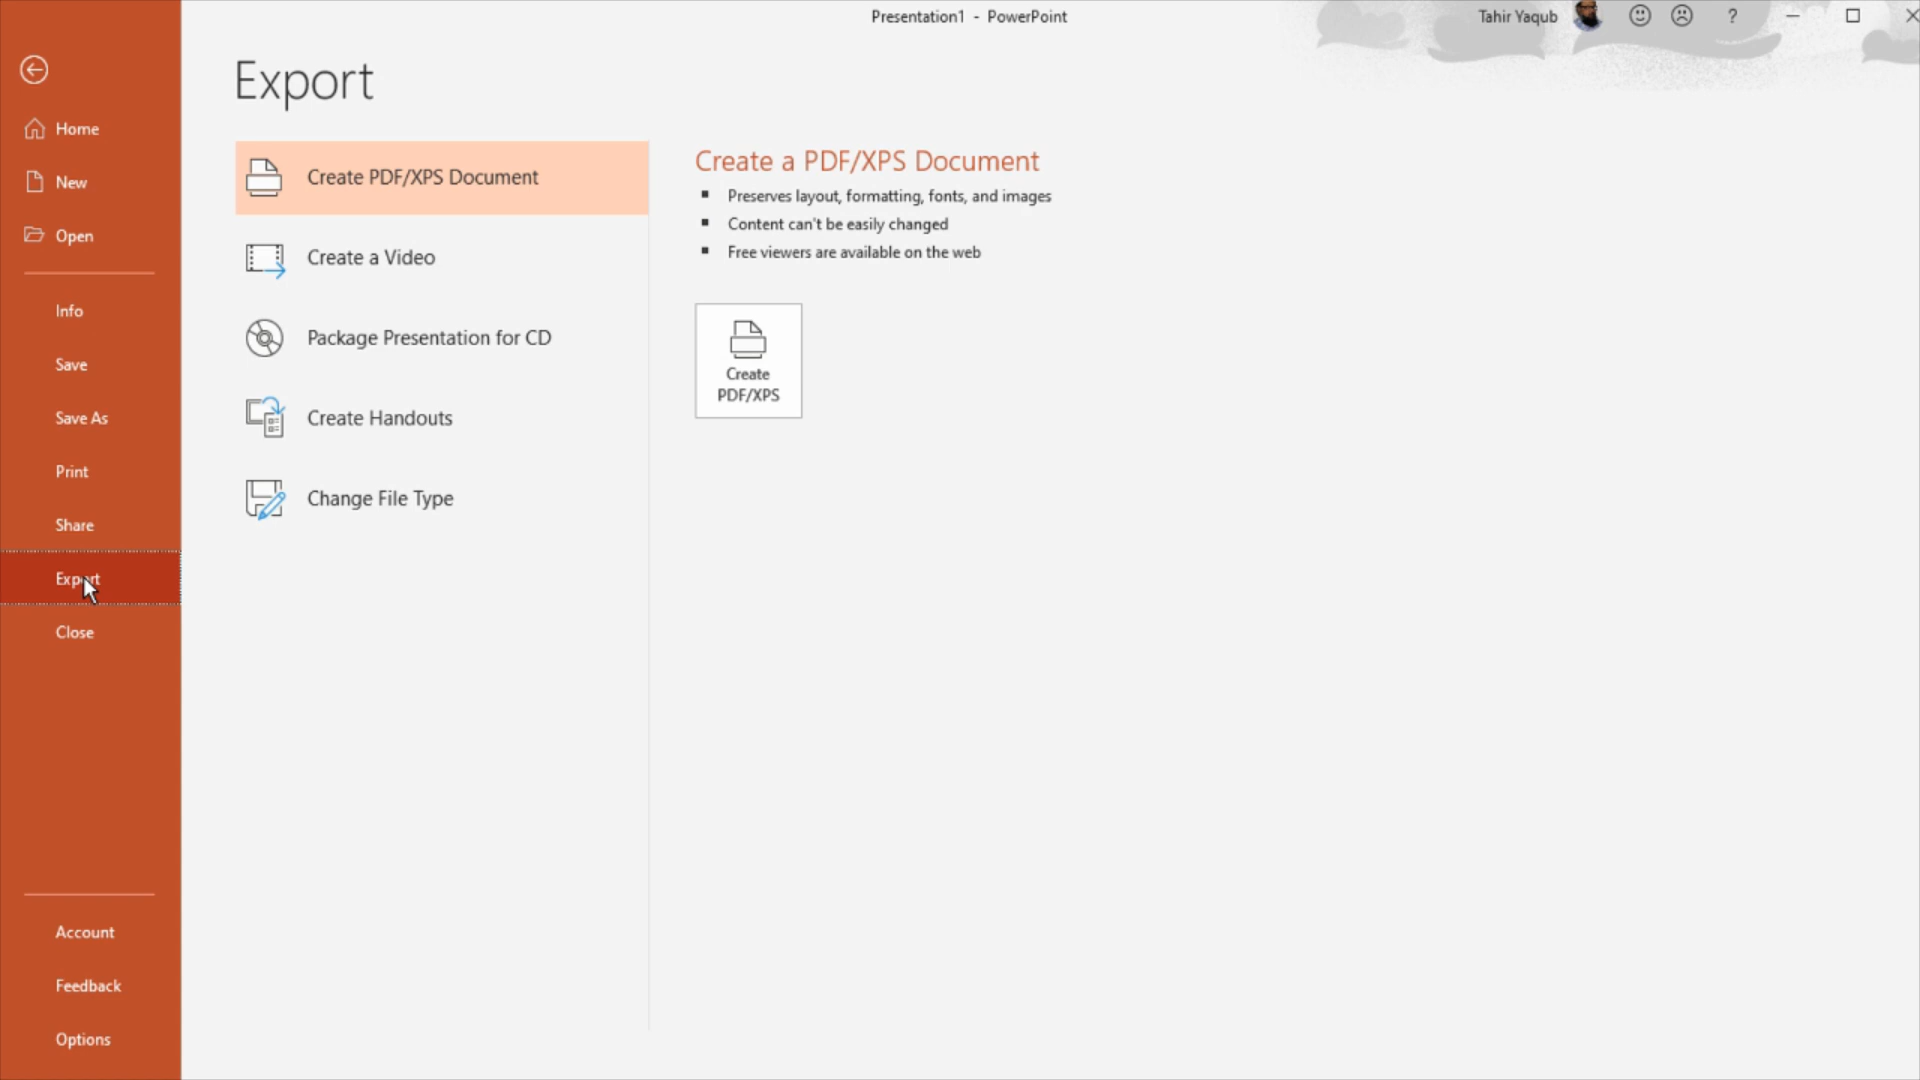 Presentation1 - PowerPoint
Tahir Yaqub
?
Home
New
Open
Info
Save
Save As
Print
Share
Export
Close
Account
Feedback
Options
Export
Create PDF/XPS Document
Create a Video
Package Presentation for CD
Create Handouts
Change File Type
Create a PDF/XPS Document
Preserves layout, formatting, fonts, and images
Content can't be easily changed
Free viewers are available on the web
Create
PDF/XPS